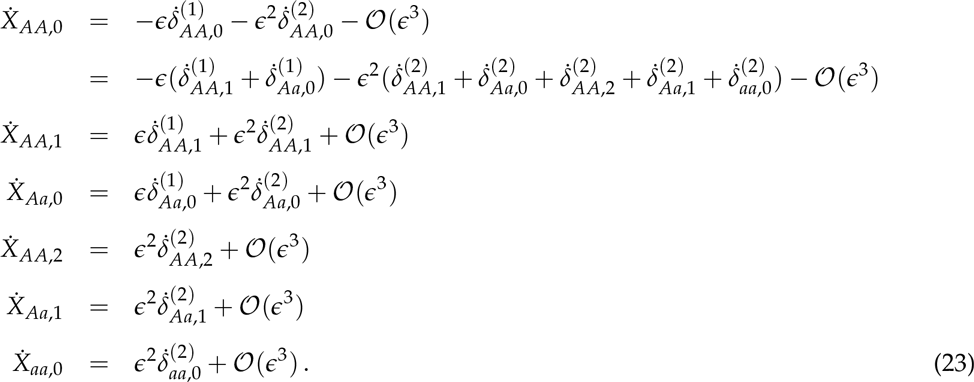 Ẋ_{AA,0} = −ϵδ̇^{(1)}_{AA,0} − ϵ²δ̇^{(2)}_{AA,0} − 𝒪(ϵ³)
= −ϵ(δ̇^{(1)}_{AA,1} + δ̇^{(1)}_{Aa,0}) − ϵ²(δ̇^{(2)}_{AA,1} + δ̇^{(2)}_{Aa,0} + δ̇^{(2)}_{AA,2} + δ̇^{(2)}_{Aa,1} + δ̇^{(2)}_{aa,0}) − 𝒪(ϵ³)
Ẋ_{AA,1} = ϵδ̇^{(1)}_{AA,1} + ϵ²δ̇^{(2)}_{AA,1} + 𝒪(ϵ³)
Ẋ_{Aa,0} = ϵδ̇^{(1)}_{Aa,0} + ϵ²δ̇^{(2)}_{Aa,0} + 𝒪(ϵ³)
Ẋ_{AA,2} = ϵ²δ̇^{(2)}_{AA,2} + 𝒪(ϵ³)
Ẋ_{Aa,1} = ϵ²δ̇^{(2)}_{Aa,1} + 𝒪(ϵ³)
Ẋ_{aa,0} = ϵ²δ̇^{(2)}_{aa,0} + 𝒪(ϵ³) . (23)